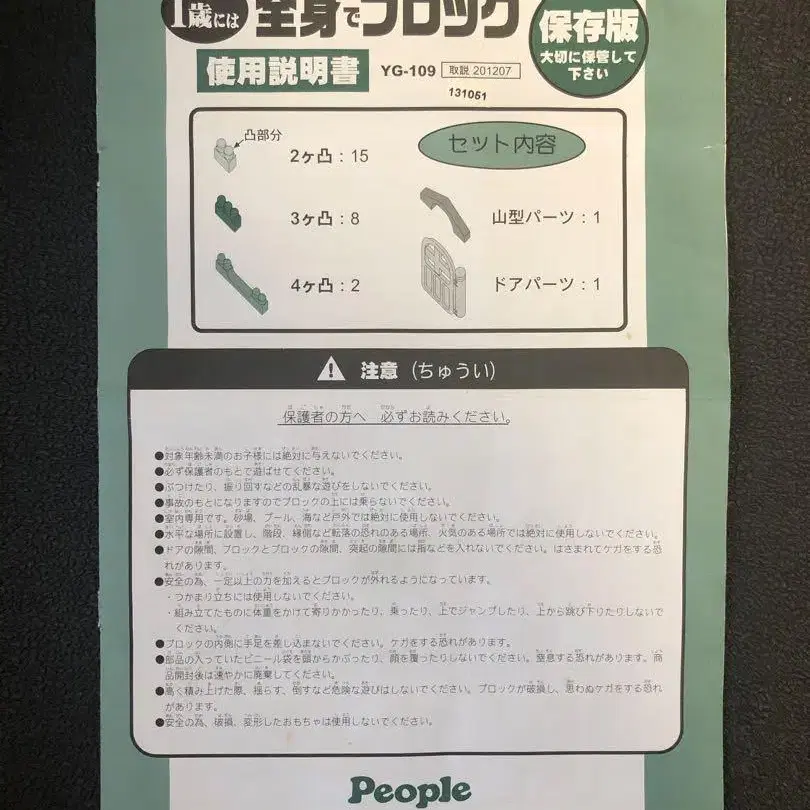 1歳には 全身でブロック
保存版
大切に保管して
下さい
使用説明書 YG-109 取説 201207
131051
セット内容
凸部分
2ヶ凸：15
3ヶ凸：8
山型パーツ：1
4ヶ凸：2
ドアパーツ：1
注意（ちゅうい）
保護者の方へ 必ずお読みください。
●対象年齢未満のお子様には絶対に与えないでください。
●必ず保護者のもとで遊ばせてください。
●ぶつけたり、振り回すなどの乱暴な遊びをしないでください。
●事故のもとになりますのでブロックの上には乗らないでください。
●室内専用です。砂場、プール、海など戸外では絶対に使用しないでください。
●水平な場所に設置し、階段、縁側など転落の恐れのある場所、火気のある場所では絶対に使用しないでください。
●ドアの隙間、ブロックとブロックの隙間、突起の隙間には指などを入れないでください。はさまれてケガをする恐
れがあります。
●安全の為、一定以上の力を加えるとブロックが外れるようになっています。
・つかまり立ちには使用しないでください。
・組み立てたものに体重をかけて寄りかかったり、乗ったり、上でジャンプしたり、上から跳び下りたりしないで
ください。
●ブロックの内側に手足を差し込まないでください。ケガをする恐れがあります。
●部品の入っていたビニール袋を頭からかぶったり、顔を覆ったりしないでください。窒息する恐れがあります。商
品開封後は速やかに廃棄してください。
●高く積み上げた際、揺らす、倒すなど危険な遊びはしないでください。ブロックが破損し、思わぬケガをする恐れ
があります。
●安全の為、破損、変形したおもちゃは使用しないでください。
People